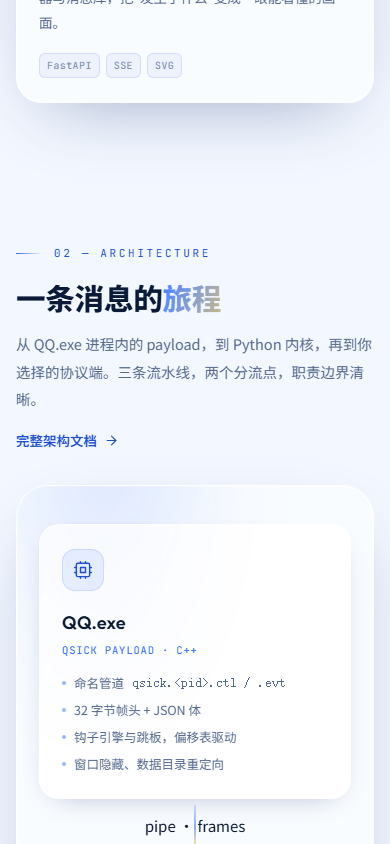 面。
FastAPI SSE SVG
02 — ARCHITECTURE
一条消息的旅程
从 QQ.exe 进程内的 payload，到 Python 内核，再到你
选择的协议端。三条流水线，两个分流点，职责边界清
晰。
完整架构文档 →
QQ.exe
QSICK PAYLOAD · C++
命名管道 qsick.<pid>.ctl / .evt
32 字节帧头 + JSON 体
钩子引擎与跳板，偏移表驱动
窗口隐藏、数据目录重定向
pipe · frames